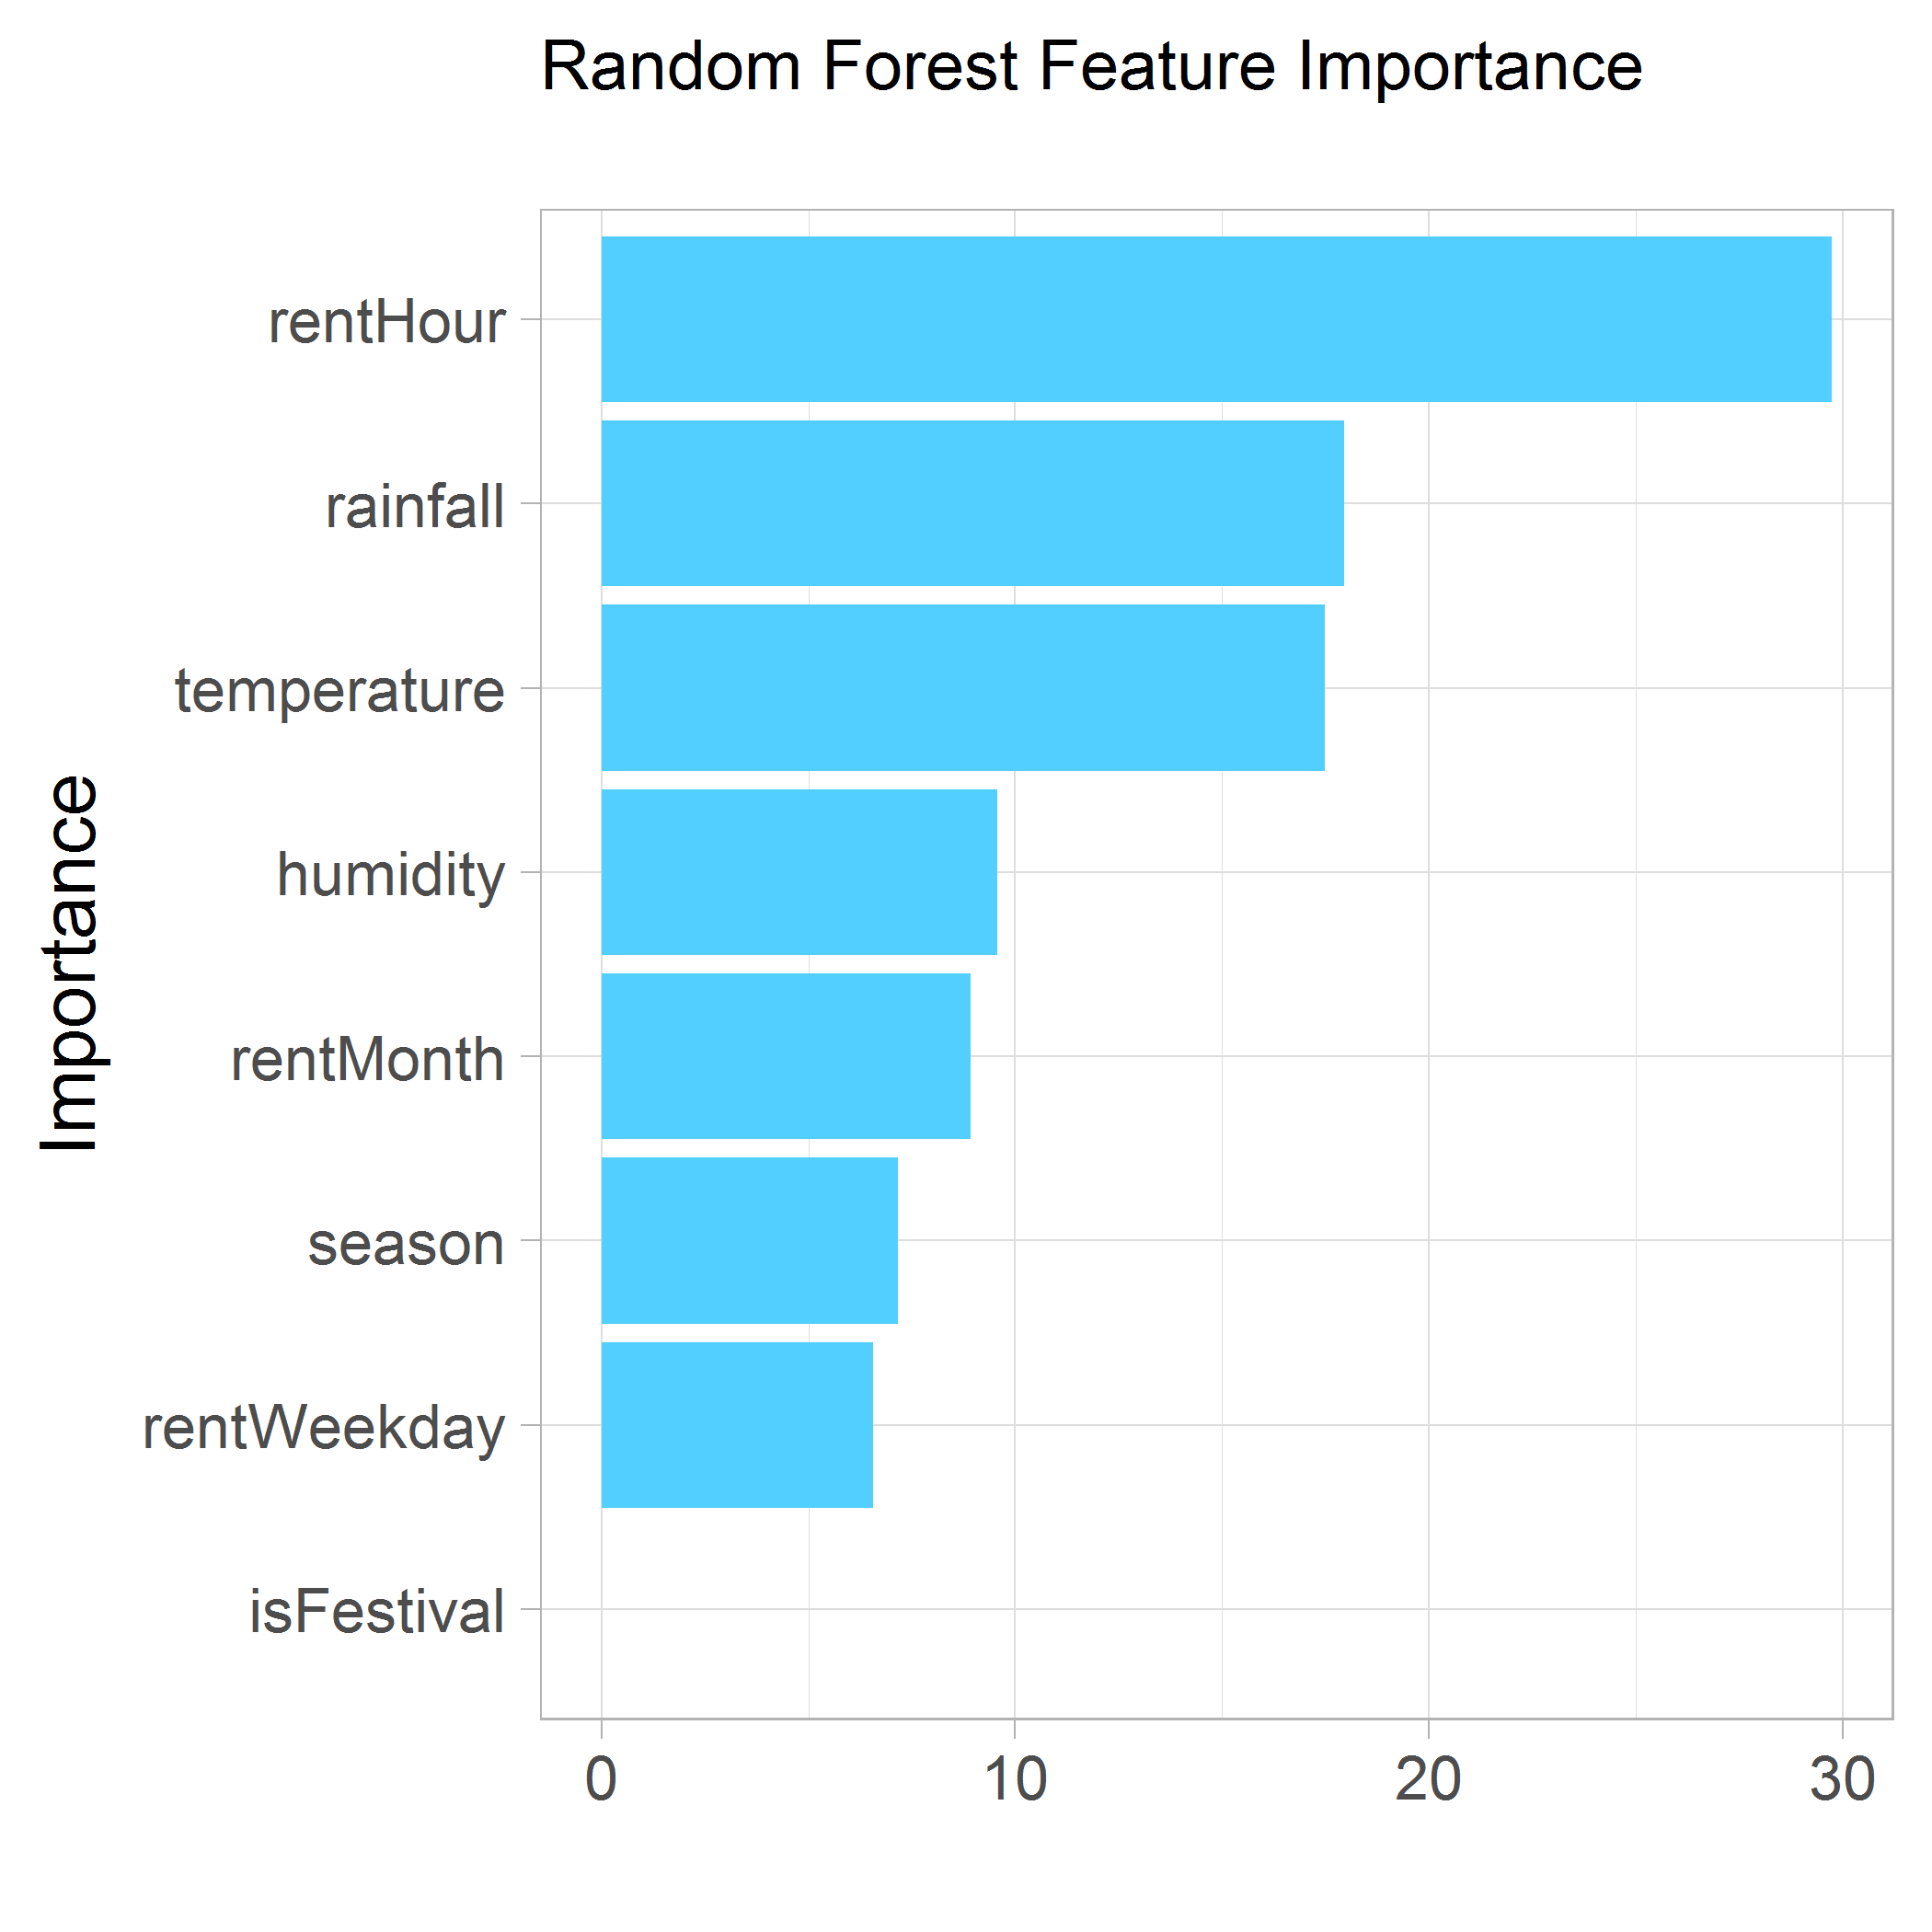 Random Forest Feature Importance
Importance
rentHour
rainfall
temperature
humidity
rentMonth
season
rentWeekday
isFestival
0 10 20 30